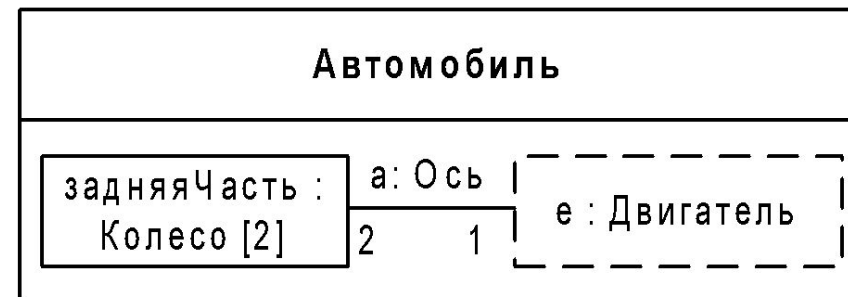 Автомобиль
задняяЧасть :
Колесо [2]
а: Ось
2 1
е : Двигатель